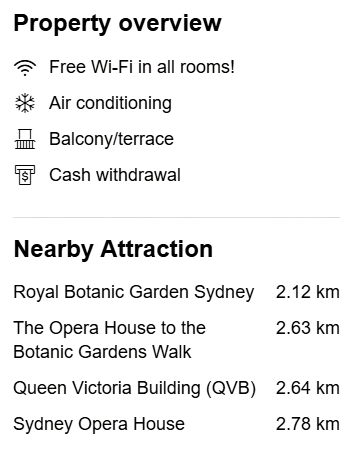 Property overview
Free Wi-Fi in all rooms!
Air conditioning
Balcony/terrace
$
Cash withdrawal
Nearby Attraction
Royal Botanic Garden Sydney 2.12 km
The Opera House to the 2.63 km
Botanic Gardens Walk
Queen Victoria Building (QVB) 2.64 km
Sydney Opera House 2.78 km